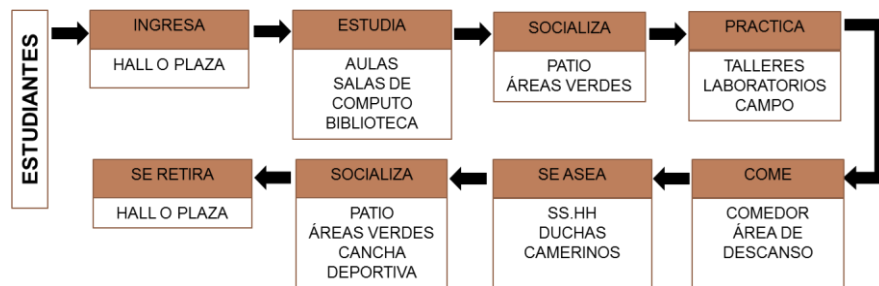 ESTUDIANTES
INGRESA
HALL O PLAZA
ESTUDIA
AULAS
SALAS DE
COMPUTO
BIBLIOTECA
SOCIALIZA
PATIO
ÁREAS VERDES
PRACTICA
TALLERES
LABORATORIOS
CAMPO
COME
COMEDOR
ÁREA DE
DESCANSO
SE ASEA
SS.HH
DUCHAS
CAMERINOS
SOCIALIZA
PATIO
ÁREAS VERDES
CANCHA
DEPORTIVA
SE RETIRA
HALL O PLAZA